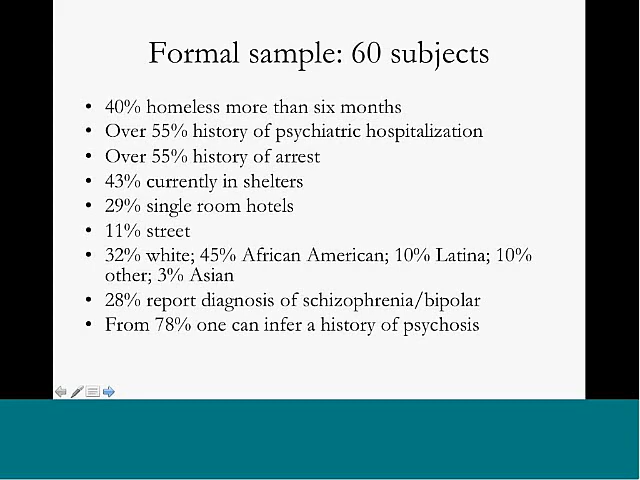 Formal sample: 60 subjects
• 40% homeless more than six months
• Over 55% history of psychiatric hospitalization
• Over 55% history of arrest
• 43% currently in shelters
• 29% single room hotels
• 11% street
• 32% white; 45% African American; 10% Latina; 10%
other; 3% Asian
• 28% report diagnosis of schizophrenia/bipolar
• From 78% one can infer a history of psychosis